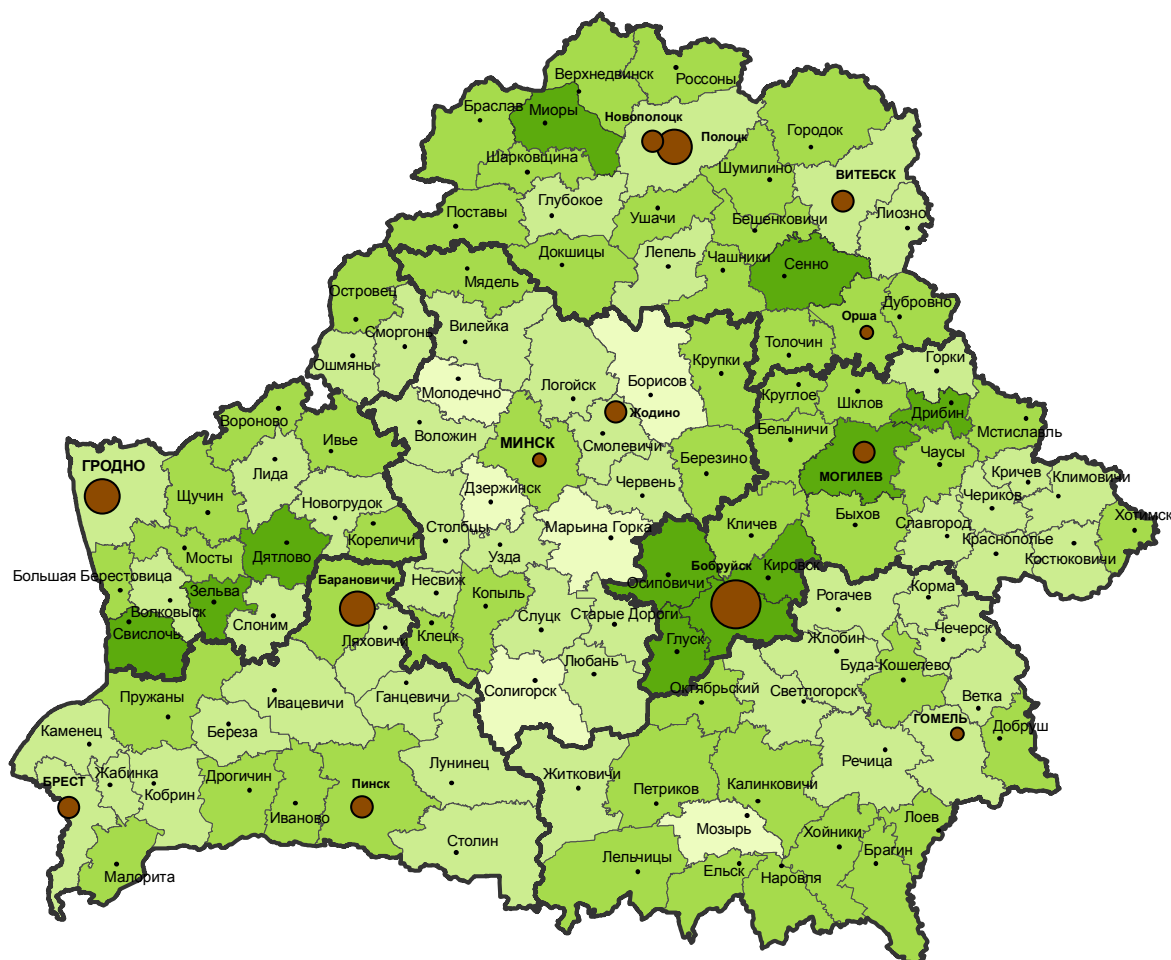 Верхнедвинск
Россоны
Браслав
Миоры
Новополоцк
Полоцк
Городок
Шарковщина
Шумилино
ВИТЕБСК
Поставы
Глубокое
Ушачи
Бешенковичи
Лиозно
Докшицы
Лепель
Чашники
Сенно
Мядель
Островец
Дубровно
Сморгонь
Вилейка
Орша
Толочин
Ошмяны
Крупки
Горки
Молодечно
Логойск
Борисов
Круглое
Шклов
Дрибин
Вороново
Ивье
Воложин
МИНСК
Жодино
Смолевичи
Белыничи
Мстиславль
ГРОДНО
Лида
Березино
МОГИЛЕВ
Чаусы
Щучин
Дзержинск
Червень
Кричев
Климовичи
Новогрудок
Чериков
Столбцы
Марьина Горка
Кличев
Быхов
Славгород
Хотимск
Кореличи
Мосты
Дятлово
Узда
Краснополье
Костюковичи
Большая Берестовица
Барановичи
Несвиж
Осиповичи
Бобруйск
Кировск
Зельва
Копыль
Рогачев
Корма
Волковыск
Слоним
Ляховичи
Клецк
Слуцк
Старые Дороги
Свислочь
Глуск
Жлобин
Чечерск
Любань
Буда-Кошелево
Пружаны
Ивацевичи
Ганцевичи
Солигорск
Октябрьский
Светлогорск
Ветка
Каменец
Береза
ГОМЕЛЬ
Добруш
БРЕСТ
Жабинка
Кобрин
Дрогичин
Пинск
Лунинец
Житковичи
Речица
Иваново
Петриков
Калинковичи
Столин
Мозырь
Хойники
Лоев
Малорита
Лельчицы
Ельск
Наровля
Брагин